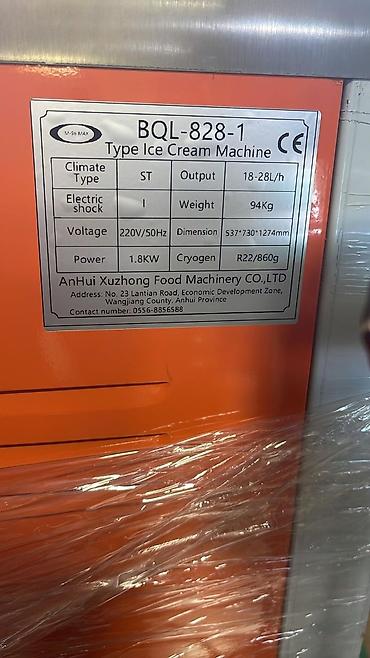 BQL-828-1
Type Ice Cream Machine CE
Climate Type ST Output 18-28L/h
Electric shock I Weight 94Kg
Voltage 220V/50Hz Dimension 537*730*1274mm
Power 1.8KW Cryogen R22/860g
AnHui Xuzhong Food Machinery CO.,LTD
Address: No. 23 Lantian Road, Economic Development Zone,
Wangjiang County, Anhui Province
Contact number: 0556-8856588